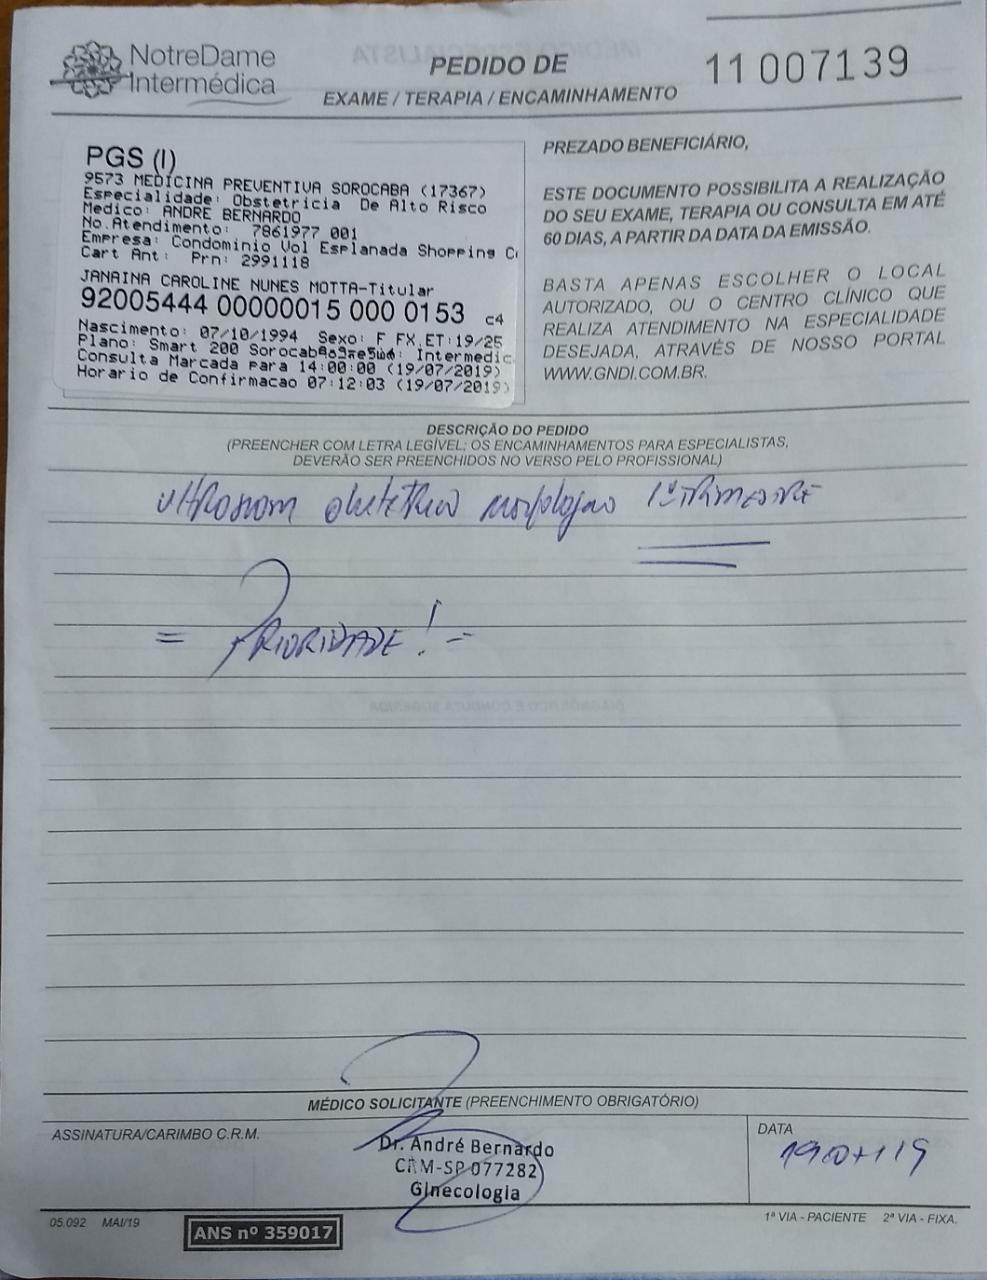 NotreDame
Intermédica
PEDIDO DE
EXAME / TERAPIA / ENCAMINHAMENTO
11 007139
PGS (I)
9573 MEDICINA PREVENTIVA SOROCABA (17367)
Especialidade: Obstetricia De Alto Risco
Medico: ANDRE BERNARDO
No.Atendimento: 7861977 001
Empresa: Condominio Vol Esplanada Shopping C
Cart Ant: Prn: 2991118
JANAINA CAROLINE NUNES MOTTA-Titular
92005444 00000015 000 0153 c4
Nascimento: 07/10/1994 Sexo: F FX.ET:19/25
Plano: Smart 200 Intermedic
Consulta Marcada para 14:00:00 (19/07/2019)
Horario de Confirmacao 07:12:03 (19/07/2019)
PREZADO BENEFICIÁRIO,
ESTE DOCUMENTO POSSIBILITA A REALIZAÇÃO
DO SEU EXAME, TERAPIA OU CONSULTA EM ATÉ
60 DIAS, A PARTIR DA DATA DA EMISSÃO.
BASTA APENAS ESCOLHER O LOCAL
AUTORIZADO, OU O CENTRO CLÍNICO QUE
REALIZA ATENDIMENTO NA ESPECIALIDADE
DESEJADA, ATRAVÉS DE NOSSO PORTAL
WWW.GNDI.COM.BR.
DESCRIÇÃO DO PEDIDO
(PREENCHER COM LETRA LEGÍVEL; OS ENCAMINHAMENTOS PARA ESPECIALISTAS,
DEVERÃO SER PREENCHIDOS NO VERSO PELO PROFISSIONAL)
ultrassom obstetrico morfologico 1º TRIMESTRE
= PRIORIDADE! =
MÉDICO SOLICITANTE (PREENCHIMENTO OBRIGATÓRIO)
ASSINATURA/CARIMBO C.R.M.
Dr. André Bernardo
CRM-SP 077282
Ginecologia
DATA
190719
05.092 MAI/19
ANS nº 359017
1ª VIA - PACIENTE 2ª VIA - FIXA.